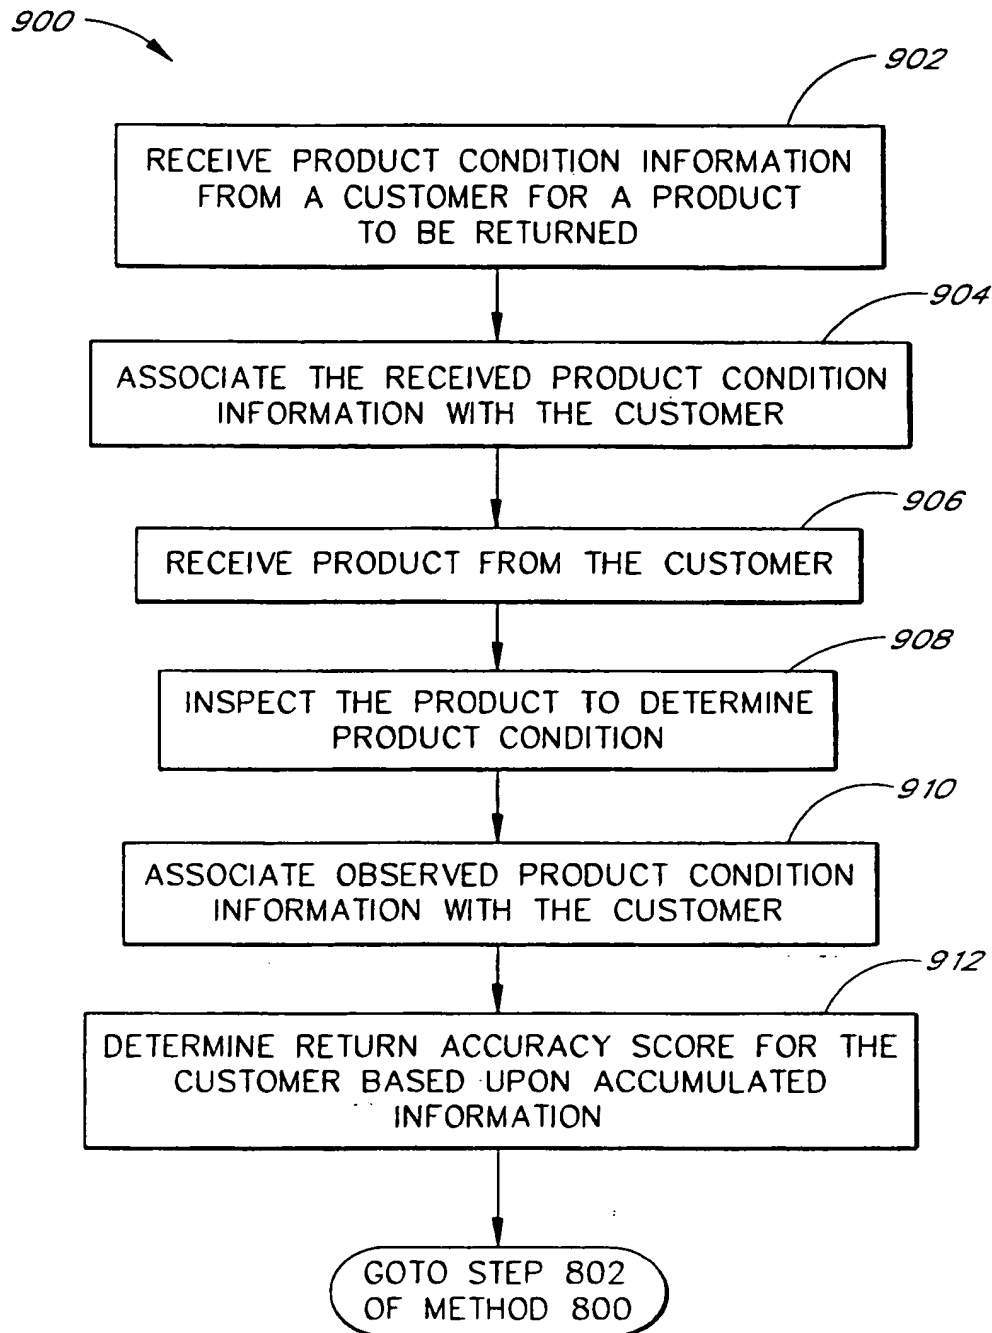 900
902
RECEIVE PRODUCT CONDITION INFORMATION
FROM A CUSTOMER FOR A PRODUCT
TO BE RETURNED
904
ASSOCIATE THE RECEIVED PRODUCT CONDITION
INFORMATION WITH THE CUSTOMER
906
RECEIVE PRODUCT FROM THE CUSTOMER
908
INSPECT THE PRODUCT TO DETERMINE
PRODUCT CONDITION
910
ASSOCIATE OBSERVED PRODUCT CONDITION
INFORMATION WITH THE CUSTOMER
912
DETERMINE RETURN ACCURACY SCORE FOR THE
CUSTOMER BASED UPON ACCUMULATED
INFORMATION
GOTO STEP 802
OF METHOD 800